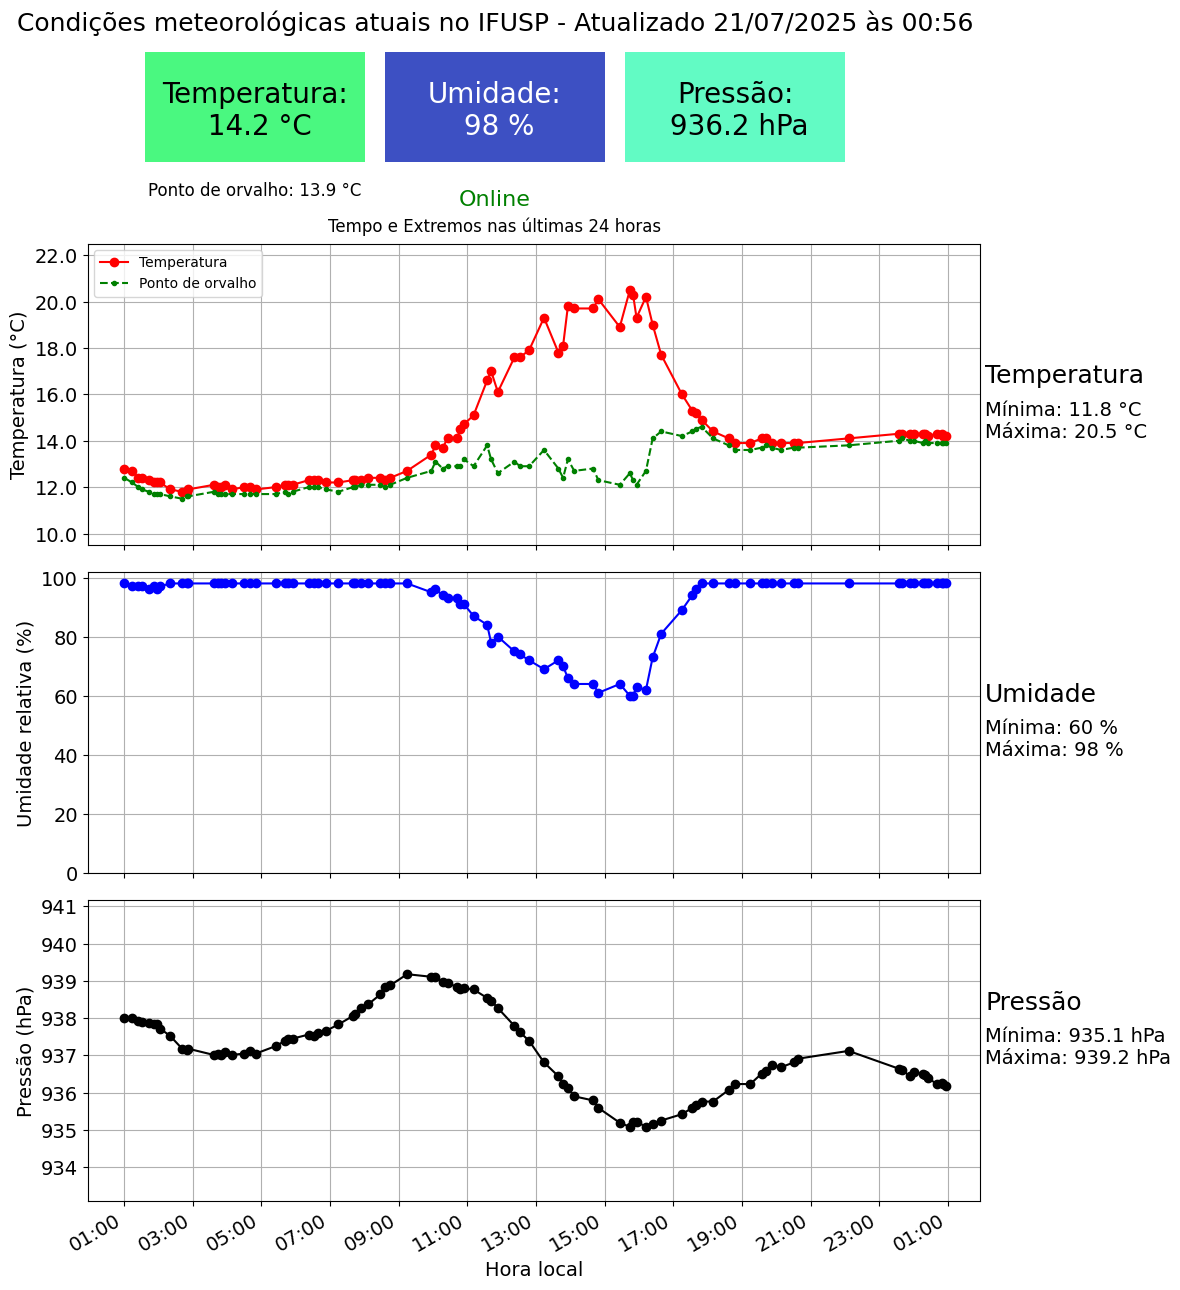 Condições meteorológicas atuais no IFUSP - Atualizado 21/07/2025 às 00:56
Temperatura:
14.2 °C
Umidade:
98 %
Pressão:
936.2 hPa
Ponto de orvalho: 13.9 °C
Online
Tempo e Extremos nas últimas 24 horas
Temperatura (°C)
22.0
20.0
18.0
16.0
14.0
12.0
10.0
Temperatura
Ponto de orvalho
Temperatura
Mínima: 11.8 °C
Máxima: 20.5 °C
Umidade relativa (%)
100
80
60
40
20
0
Umidade
Mínima: 60 %
Máxima: 98 %
Pressão (hPa)
941
940
939
938
937
936
935
934
Pressão
Mínima: 935.1 hPa
Máxima: 939.2 hPa
01:00
03:00
05:00
07:00
09:00
11:00
13:00
15:00
17:00
19:00
21:00
23:00
01:00
Hora local